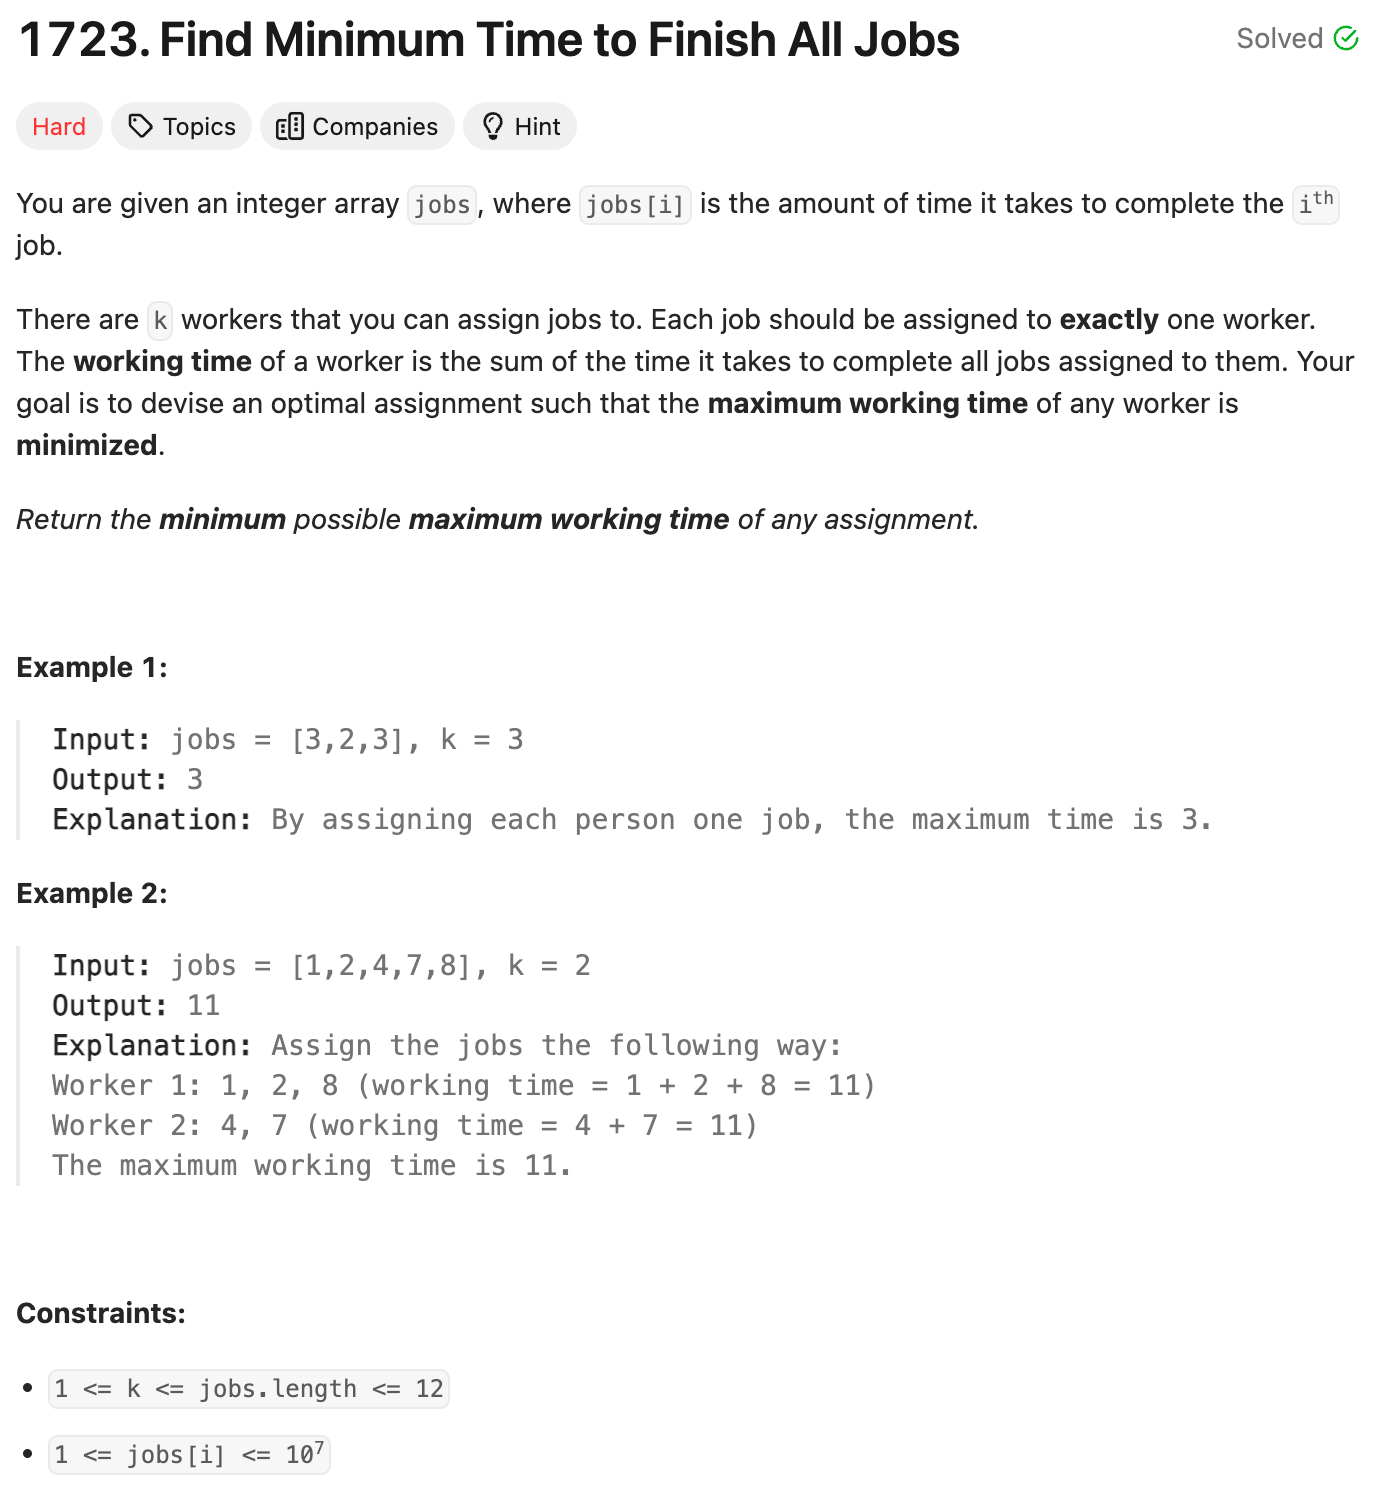 1723. Find Minimum Time to Finish All Jobs
Solved
Hard Topics Companies Hint
You are given an integer array jobs, where jobs[i] is the amount of time it takes to complete the iᵗʰ
job.
There are k workers that you can assign jobs to. Each job should be assigned to exactly one worker.
The working time of a worker is the sum of the time it takes to complete all jobs assigned to them. Your
goal is to devise an optimal assignment such that the maximum working time of any worker is
minimized.
Return the minimum possible maximum working time of any assignment.
Example 1:
Input: jobs = [3,2,3], k = 3
Output: 3
Explanation: By assigning each person one job, the maximum time is 3.
Example 2:
Input: jobs = [1,2,4,7,8], k = 2
Output: 11
Explanation: Assign the jobs the following way:
Worker 1: 1, 2, 8 (working time = 1 + 2 + 8 = 11)
Worker 2: 4, 7 (working time = 4 + 7 = 11)
The maximum working time is 11.
Constraints:
• 1 <= k <= jobs.length <= 12
• 1 <= jobs[i] <= 10⁷